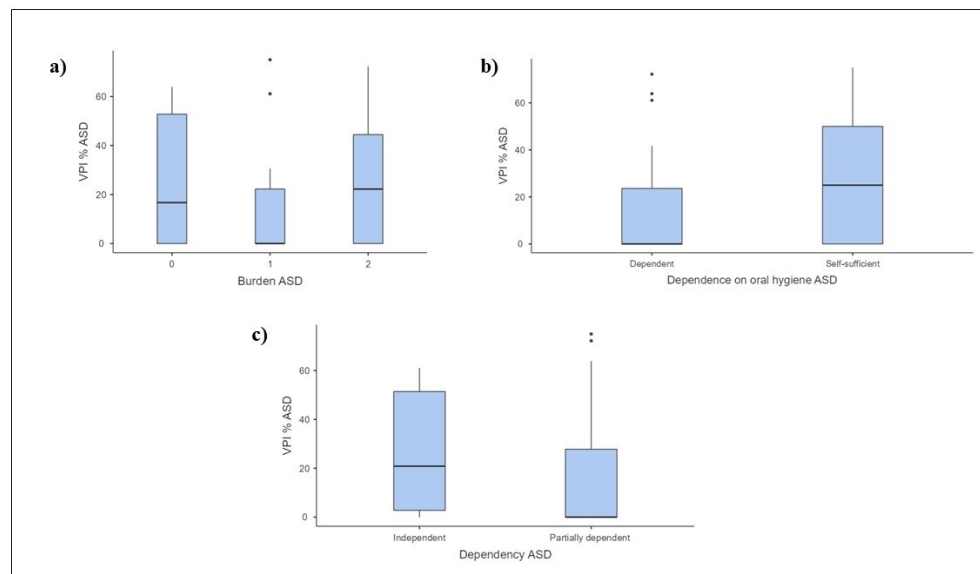 a)
VPI % ASD
60
40
20
0
0 1 2
Burden ASD
b)
VPI % ASD
60
40
20
0
Dependent Self-sufficient
Dependence on oral hygiene ASD
c)
VPI % ASD
60
40
20
0
Independent Partially dependent
Dependency ASD